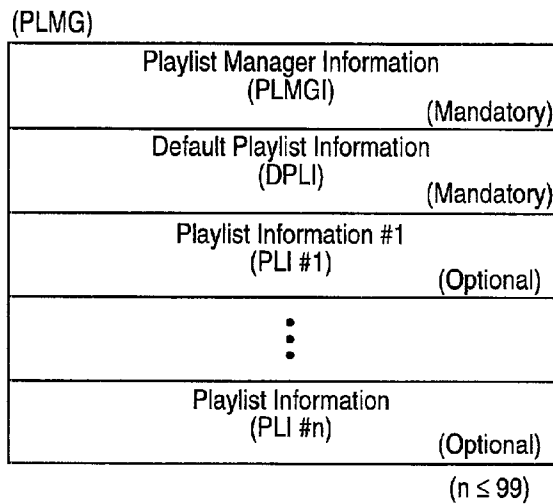 (PLMG)
Playlist Manager Information
(PLMGI)
(Mandatory)
Default Playlist Information
(DPLI)
(Mandatory)
Playlist Information #1
(PLI #1)
(Optional)
Playlist Information
(PLI #n)
(Optional)
(n ≤ 99)